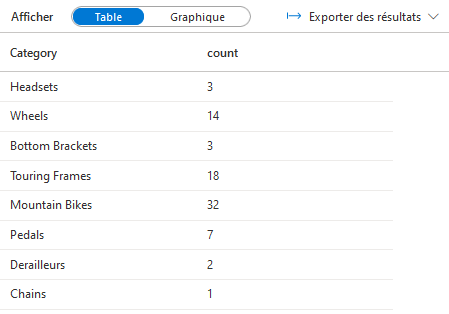 Afficher Table Graphique Exporter des résultats
Category count
Headsets 3
Wheels 14
Bottom Brackets 3
Touring Frames 18
Mountain Bikes 32
Pedals 7
Derailleurs 2
Chains 1